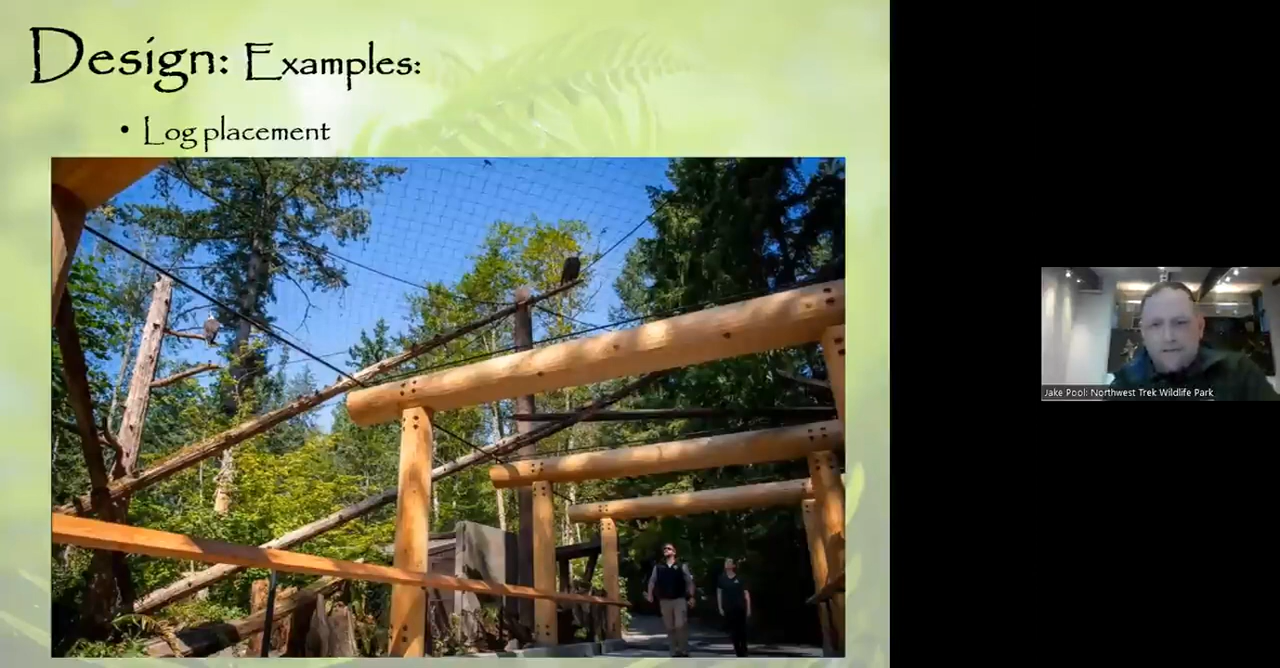 Design: Examples:
• Log placement
Jake Pool: Northwest Trek Wildlife Park